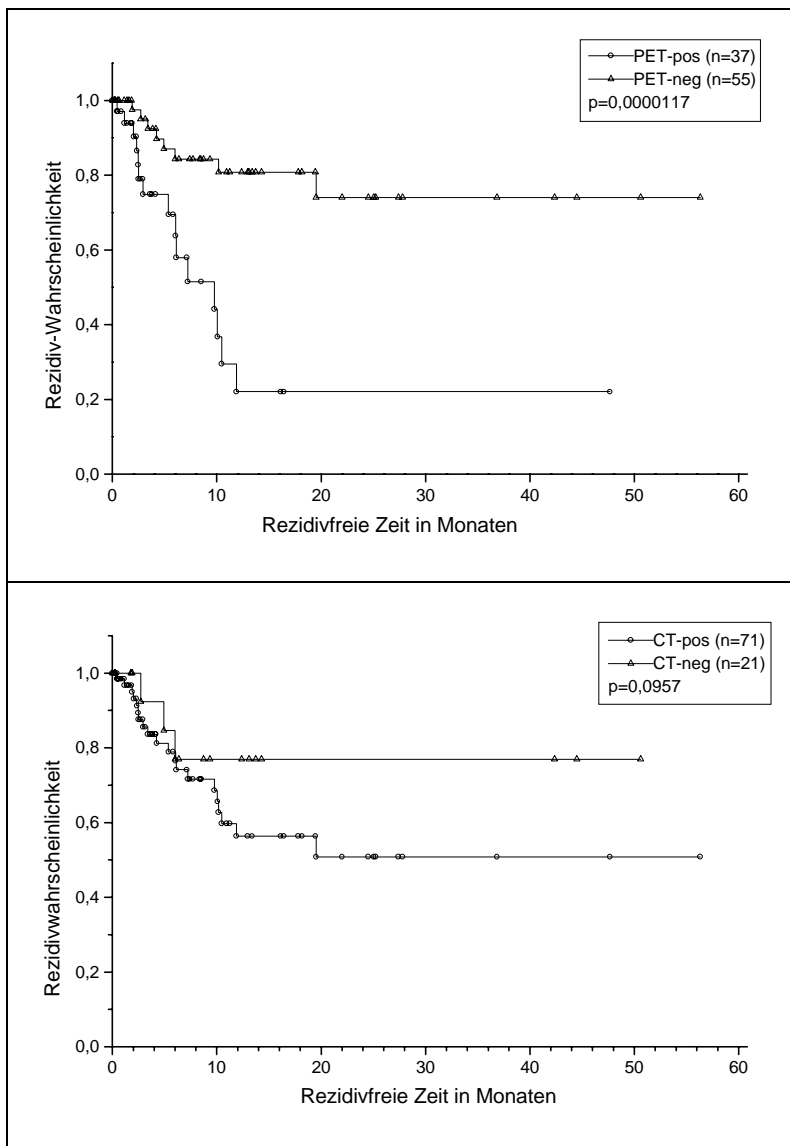 PET-pos (n=37)
PET-neg (n=55)
p=0,0000117
1,0
0,8
0,6
0,4
0,2
0,0
Rezidiv-Wahrscheinlichkeit
0 10 20 30 40 50 60
Rezidivfreie Zeit in Monaten
CT-pos (n=71)
CT-neg (n=21)
p=0,0957
1,0
0,8
0,6
0,4
0,2
0,0
Rezidivwahrscheinlichkeit
0 10 20 30 40 50 60
Rezidivfreie Zeit in Monaten